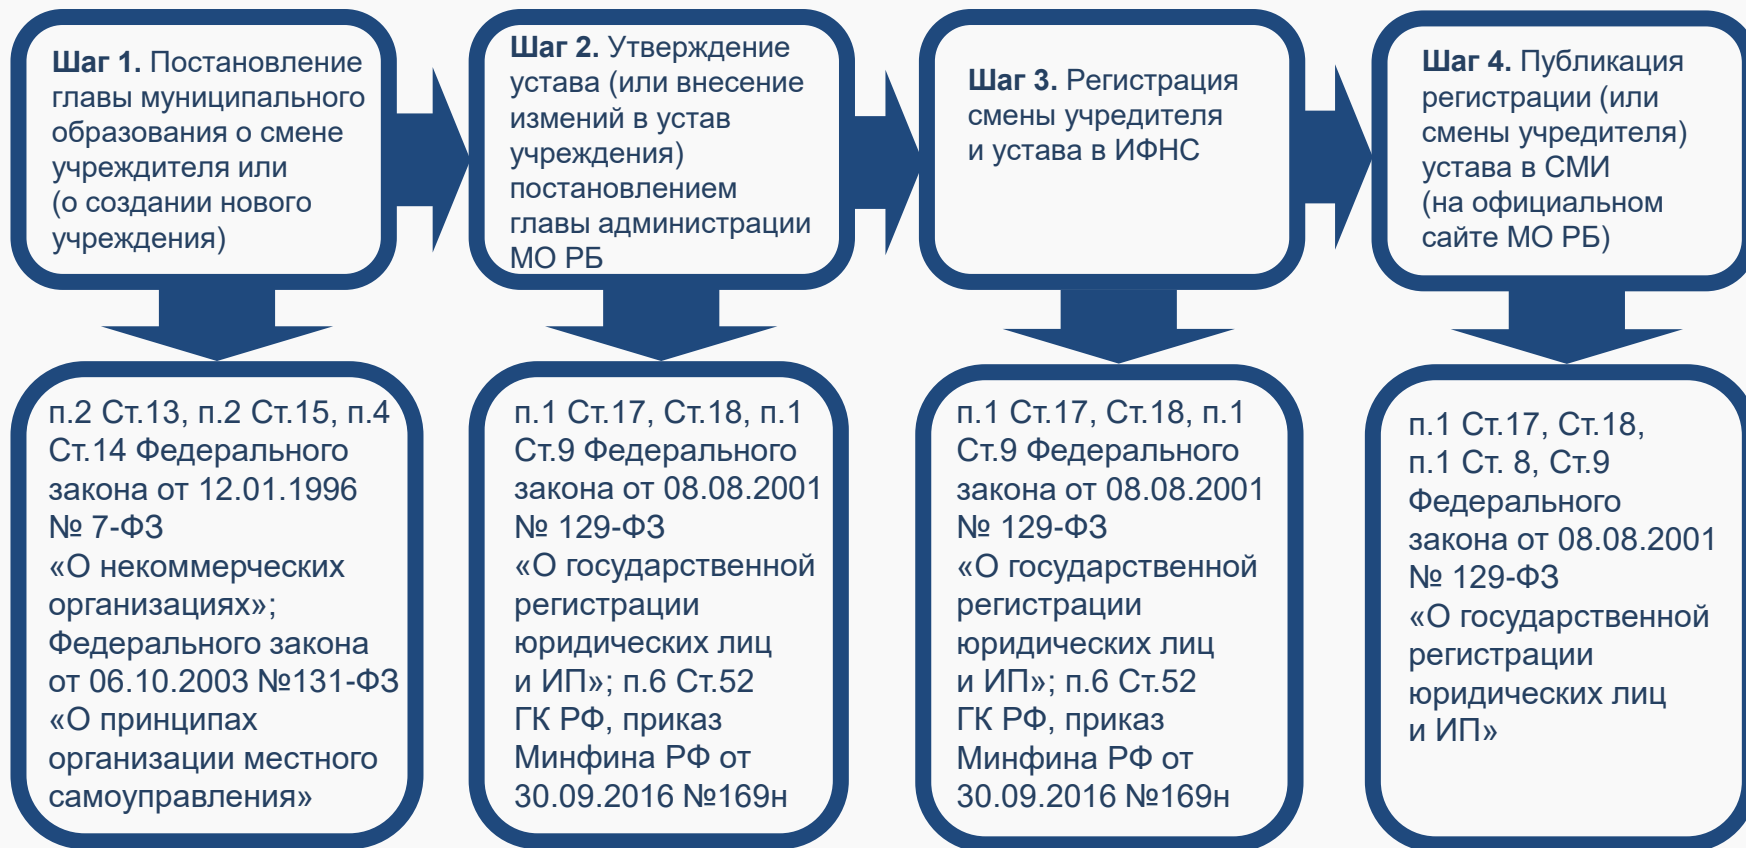 Шаг 1. Постановление
главы муниципального
образования о смене
учреждителя или
(о создании нового
учреждения)
Шаг 2. Утверждение
устава (или внесение
измений в устав
учреждения)
постановлением
главы администрации
МО РБ
Шаг 3. Регистрация
смены учредителя
и устава в ИФНС
Шаг 4. Публикация
регистрации (или
смены учредителя)
устава в СМИ
(на официальном
сайте МО РБ)
п.2 Ст.13, п.2 Ст.15, п.4
Ст.14 Федерального
закона от 12.01.1996
№ 7-ФЗ
«О некоммерческих
организациях»;
Федерального закона
от 06.10.2003 №131-ФЗ
«О принципах
организации местного
самоуправления»
п.1 Ст.17, Ст.18, п.1
Ст.9 Федерального
закона от 08.08.2001
№ 129-ФЗ
«О государственной
регистрации
юридических лиц
и ИП»; п.6 Ст.52
ГК РФ, приказ
Минфина РФ от
30.09.2016 №169н
п.1 Ст.17, Ст.18, п.1
Ст.9 Федерального
закона от 08.08.2001
№ 129-ФЗ
«О государственной
регистрации
юридических лиц
и ИП»; п.6 Ст.52
ГК РФ, приказ
Минфина РФ от
30.09.2016 №169н
п.1 Ст.17, Ст.18,
п.1 Ст. 8, Ст.9
Федерального
закона от 08.08.2001
№ 129-ФЗ
«О государственной
регистрации
юридических лиц
и ИП»